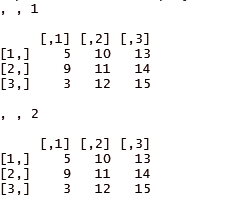 , , 1
[,1] [,2] [,3]
[1,] 5 10 13
[2,] 9 11 14
[3,] 3 12 15
, , 2
[,1] [,2] [,3]
[1,] 5 10 13
[2,] 9 11 14
[3,] 3 12 15